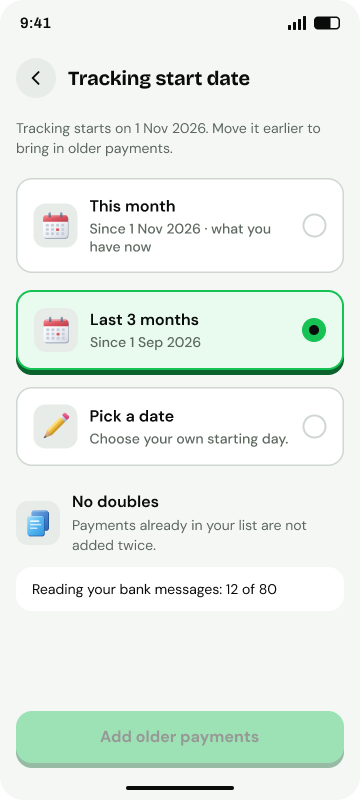 9:41
Tracking start date
Tracking starts on 1 Nov 2026. Move it earlier to
bring in older payments.
This month
Since 1 Nov 2026 · what you
have now
Last 3 months
Since 1 Sep 2026
Pick a date
Choose your own starting day.
No doubles
Payments already in your list are not
added twice.
Reading your bank messages: 12 of 80
Add older payments